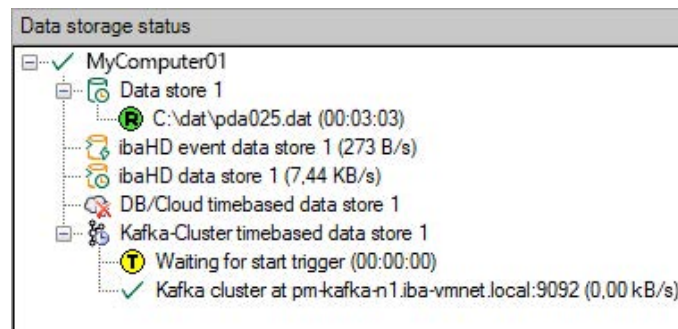 Data storage status
MyComputer01
Data store 1
R C:\dat\pda025.dat (00:03:03)
ibaHD event data store 1 (273 B/s)
ibaHD data store 1 (7,44 KB/s)
DB/Cloud timebased data store 1
Kafka-Cluster timebased data store 1
T Waiting for start trigger (00:00:00)
Kafka cluster at pm-kafka-n1.iba-vmnet.local:9092 (0,00 kB/s)